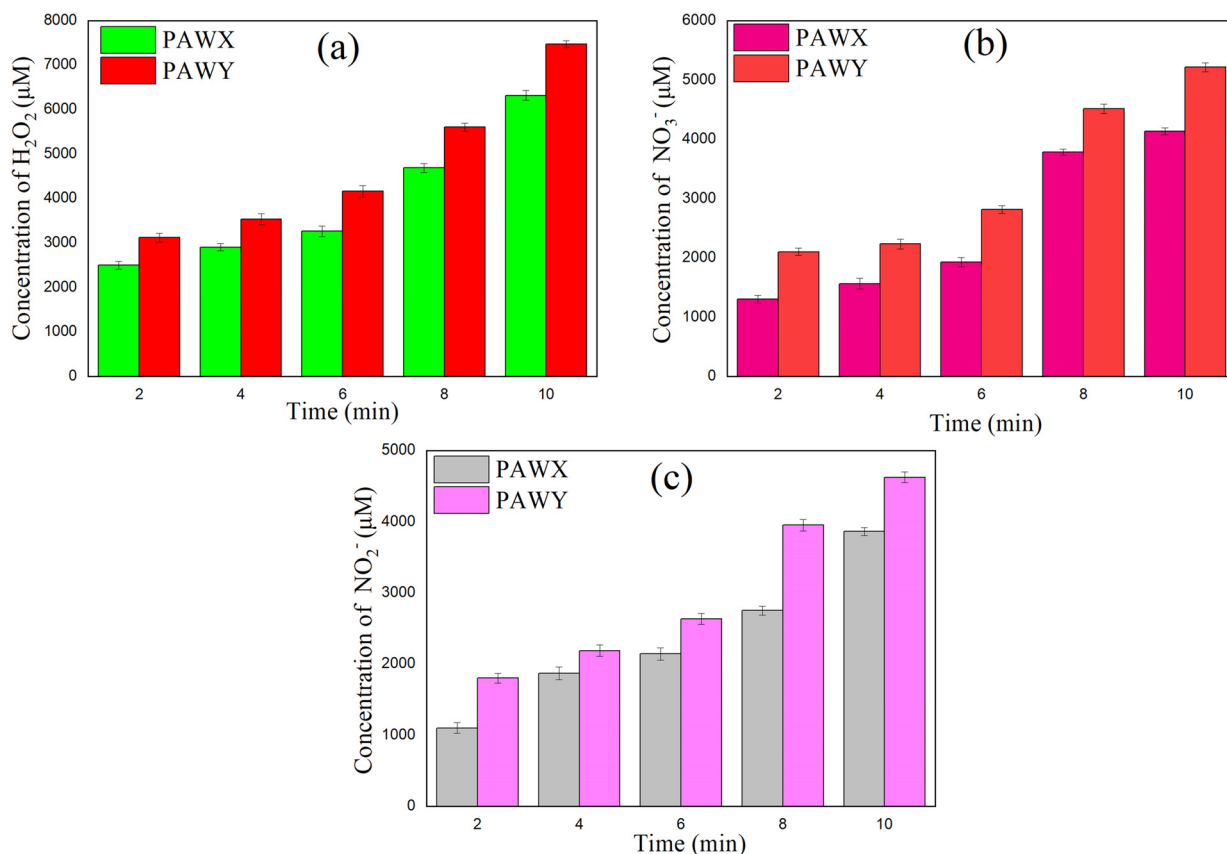 (a)
PAWX
PAWY
Concentration of H₂O₂ (μM)
8000
7000
6000
5000
4000
3000
2000
1000
0
2 4 6 8 10
Time (min)
(b)
PAWX
PAWY
Concentration of NO₃⁻ (μM)
6000
5000
4000
3000
2000
1000
0
2 4 6 8 10
Time (min)
(c)
PAWX
PAWY
Concentration of NO₂⁻ (μM)
5000
4000
3000
2000
1000
0
2 4 6 8 10
Time (min)